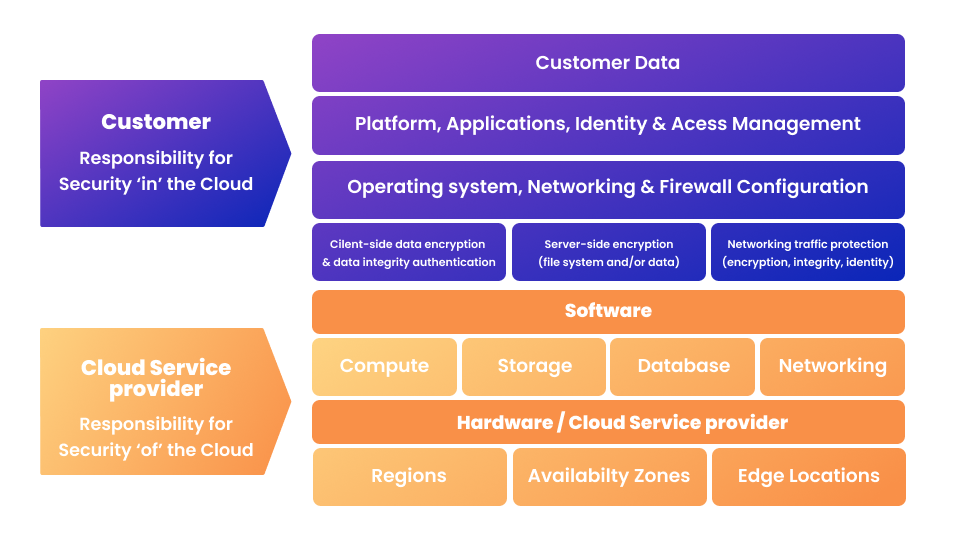 Customer
Responsibility for
Security ‘in’ the Cloud
Customer Data
Platform, Applications, Identity & Acess Management
Operating system, Networking & Firewall Configuration
Cilent-side data encryption
& data integrity authentication
Server-side encryption
(file system and/or data)
Networking traffic protection
(encryption, integrity, identity)
Cloud Service
provider
Responsibility for
Security ‘of’ the Cloud
Software
Compute
Storage
Database
Networking
Hardware / Cloud Service provider
Regions
Availabilty Zones
Edge Locations